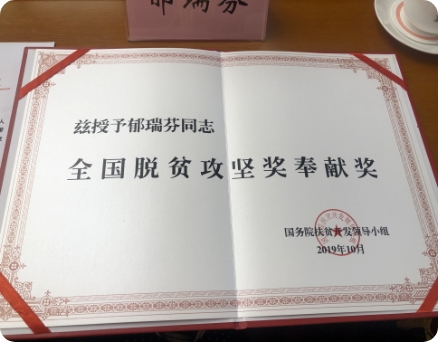 郁瑞芬
兹授予郁瑞芬同志
全国脱贫攻坚奖奉献奖
国务院扶贫开发领导小组
2019年10月